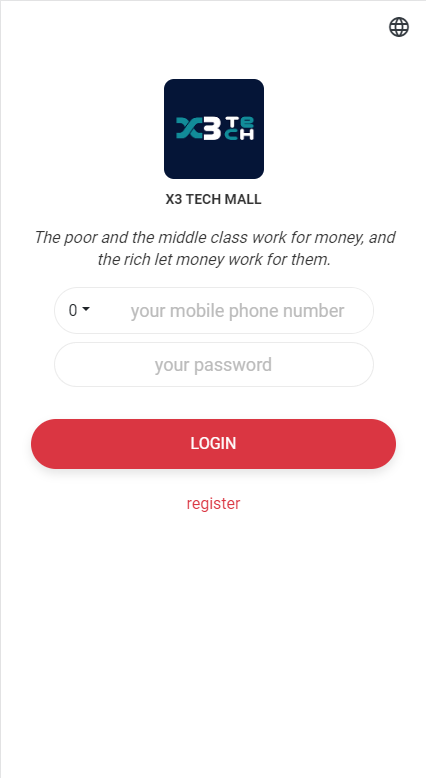 X3 TecH
X3 TECH MALL
The poor and the middle class work for money, and
the rich let money work for them.
0 your mobile phone number
your password
LOGIN
register